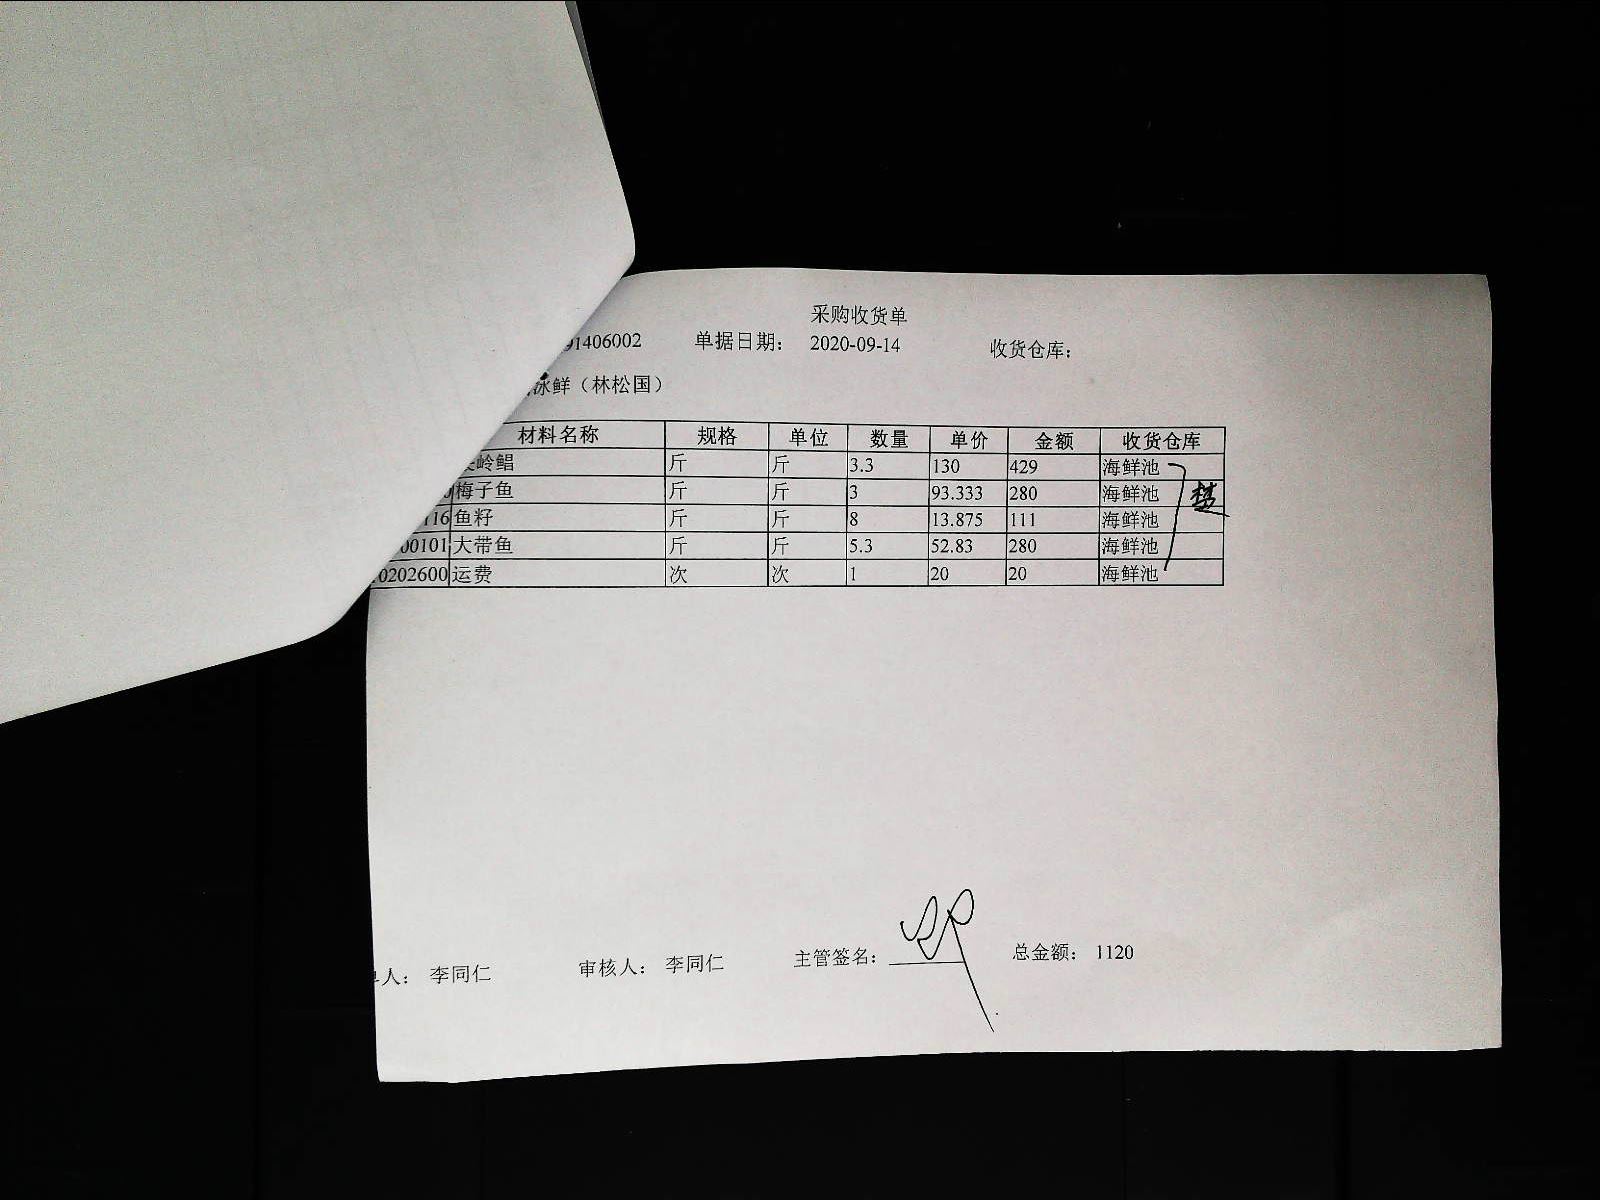 采购收货单
91406002 单据日期： 2020-09-14 收货仓库：
冰鲜（林松国）
材料名称 规格 单位 数量 单价 金额 收货仓库
岭鲳 斤 斤 3.3 130 429 海鲜池
梅子鱼 斤 斤 3 93.333 280 海鲜池
116 鱼籽 斤 斤 8 13.875 111 海鲜池
00101 大带鱼 斤 斤 5.3 52.83 280 海鲜池
0202600 运费 次 次 1 20 20 海鲜池
人： 李同仁 审核人： 李同仁 主管签名： 总金额： 1120